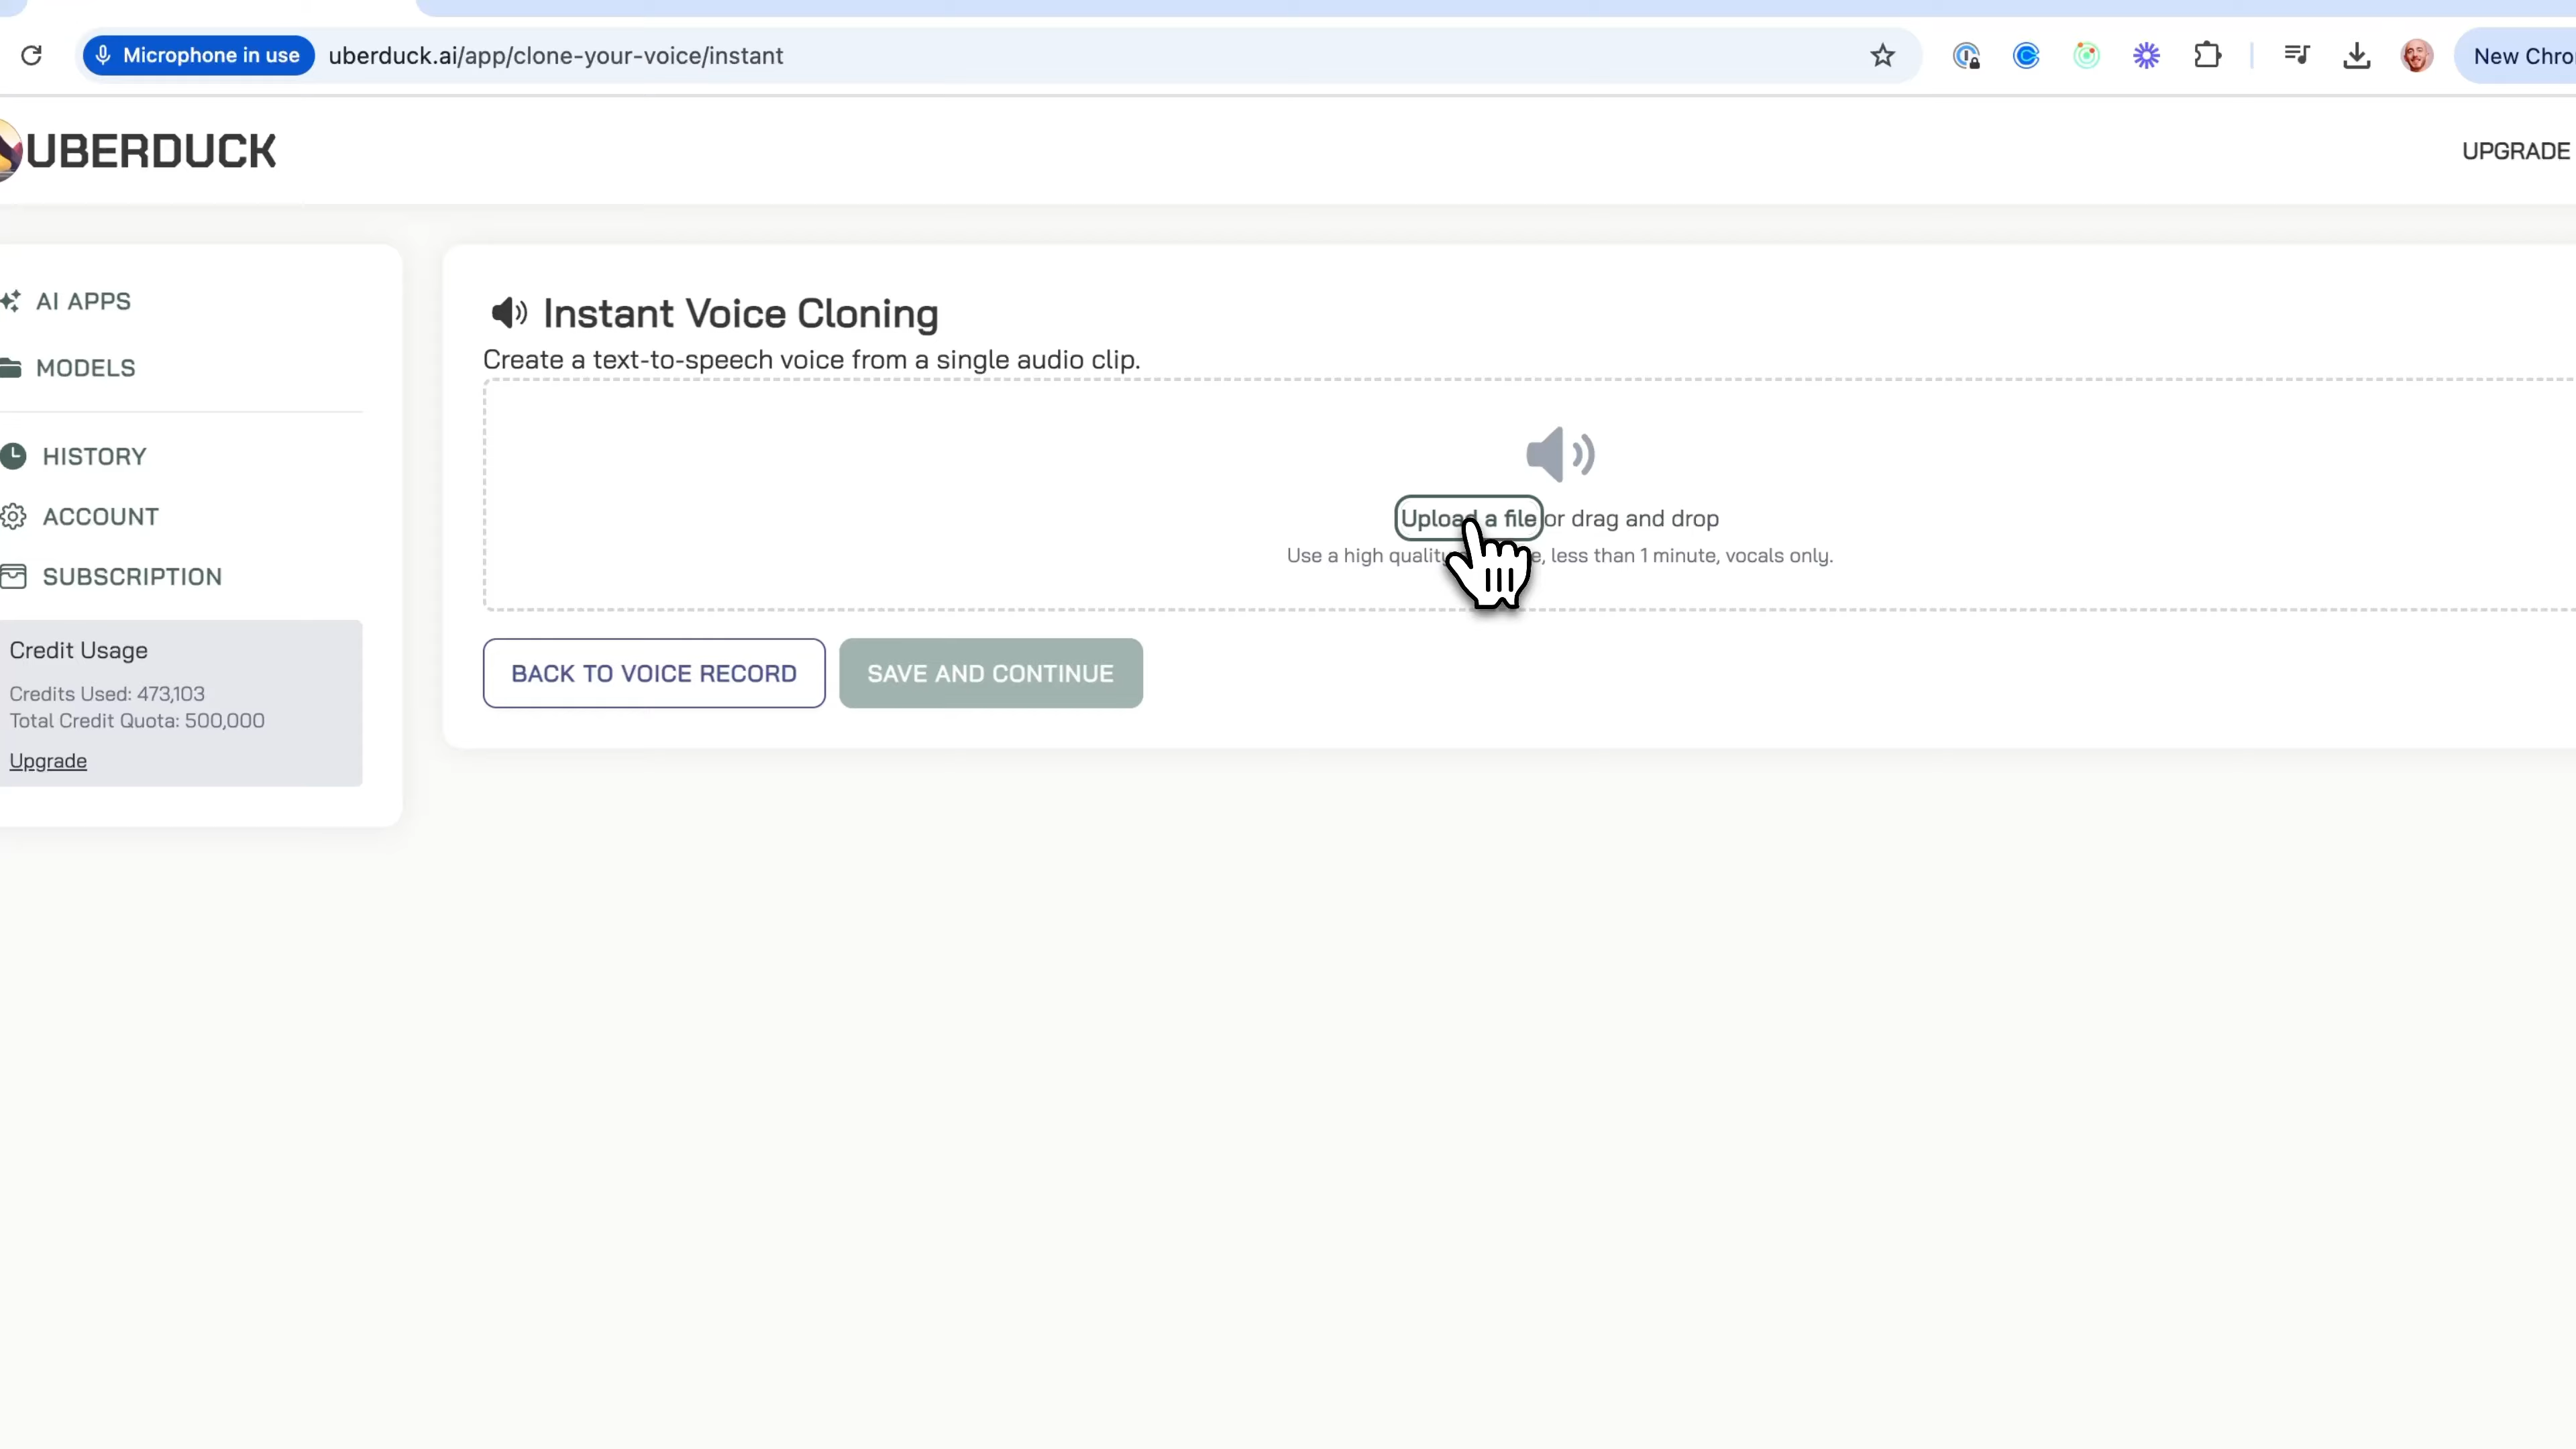 Microphone in use
uberduck.ai/app/clone-your-voice/instant
New Chro
UBERDUCK
UPGRADE
AI APPS
MODELS
HISTORY
ACCOUNT
SUBSCRIPTION
Credit Usage
Credits Used: 473,103
Total Credit Quota: 500,000
Upgrade
Instant Voice Cloning
Create a text-to-speech voice from a single audio clip.
Upload a file or drag and drop
Use a high quality, less than 1 minute, vocals only.
BACK TO VOICE RECORD
SAVE AND CONTINUE